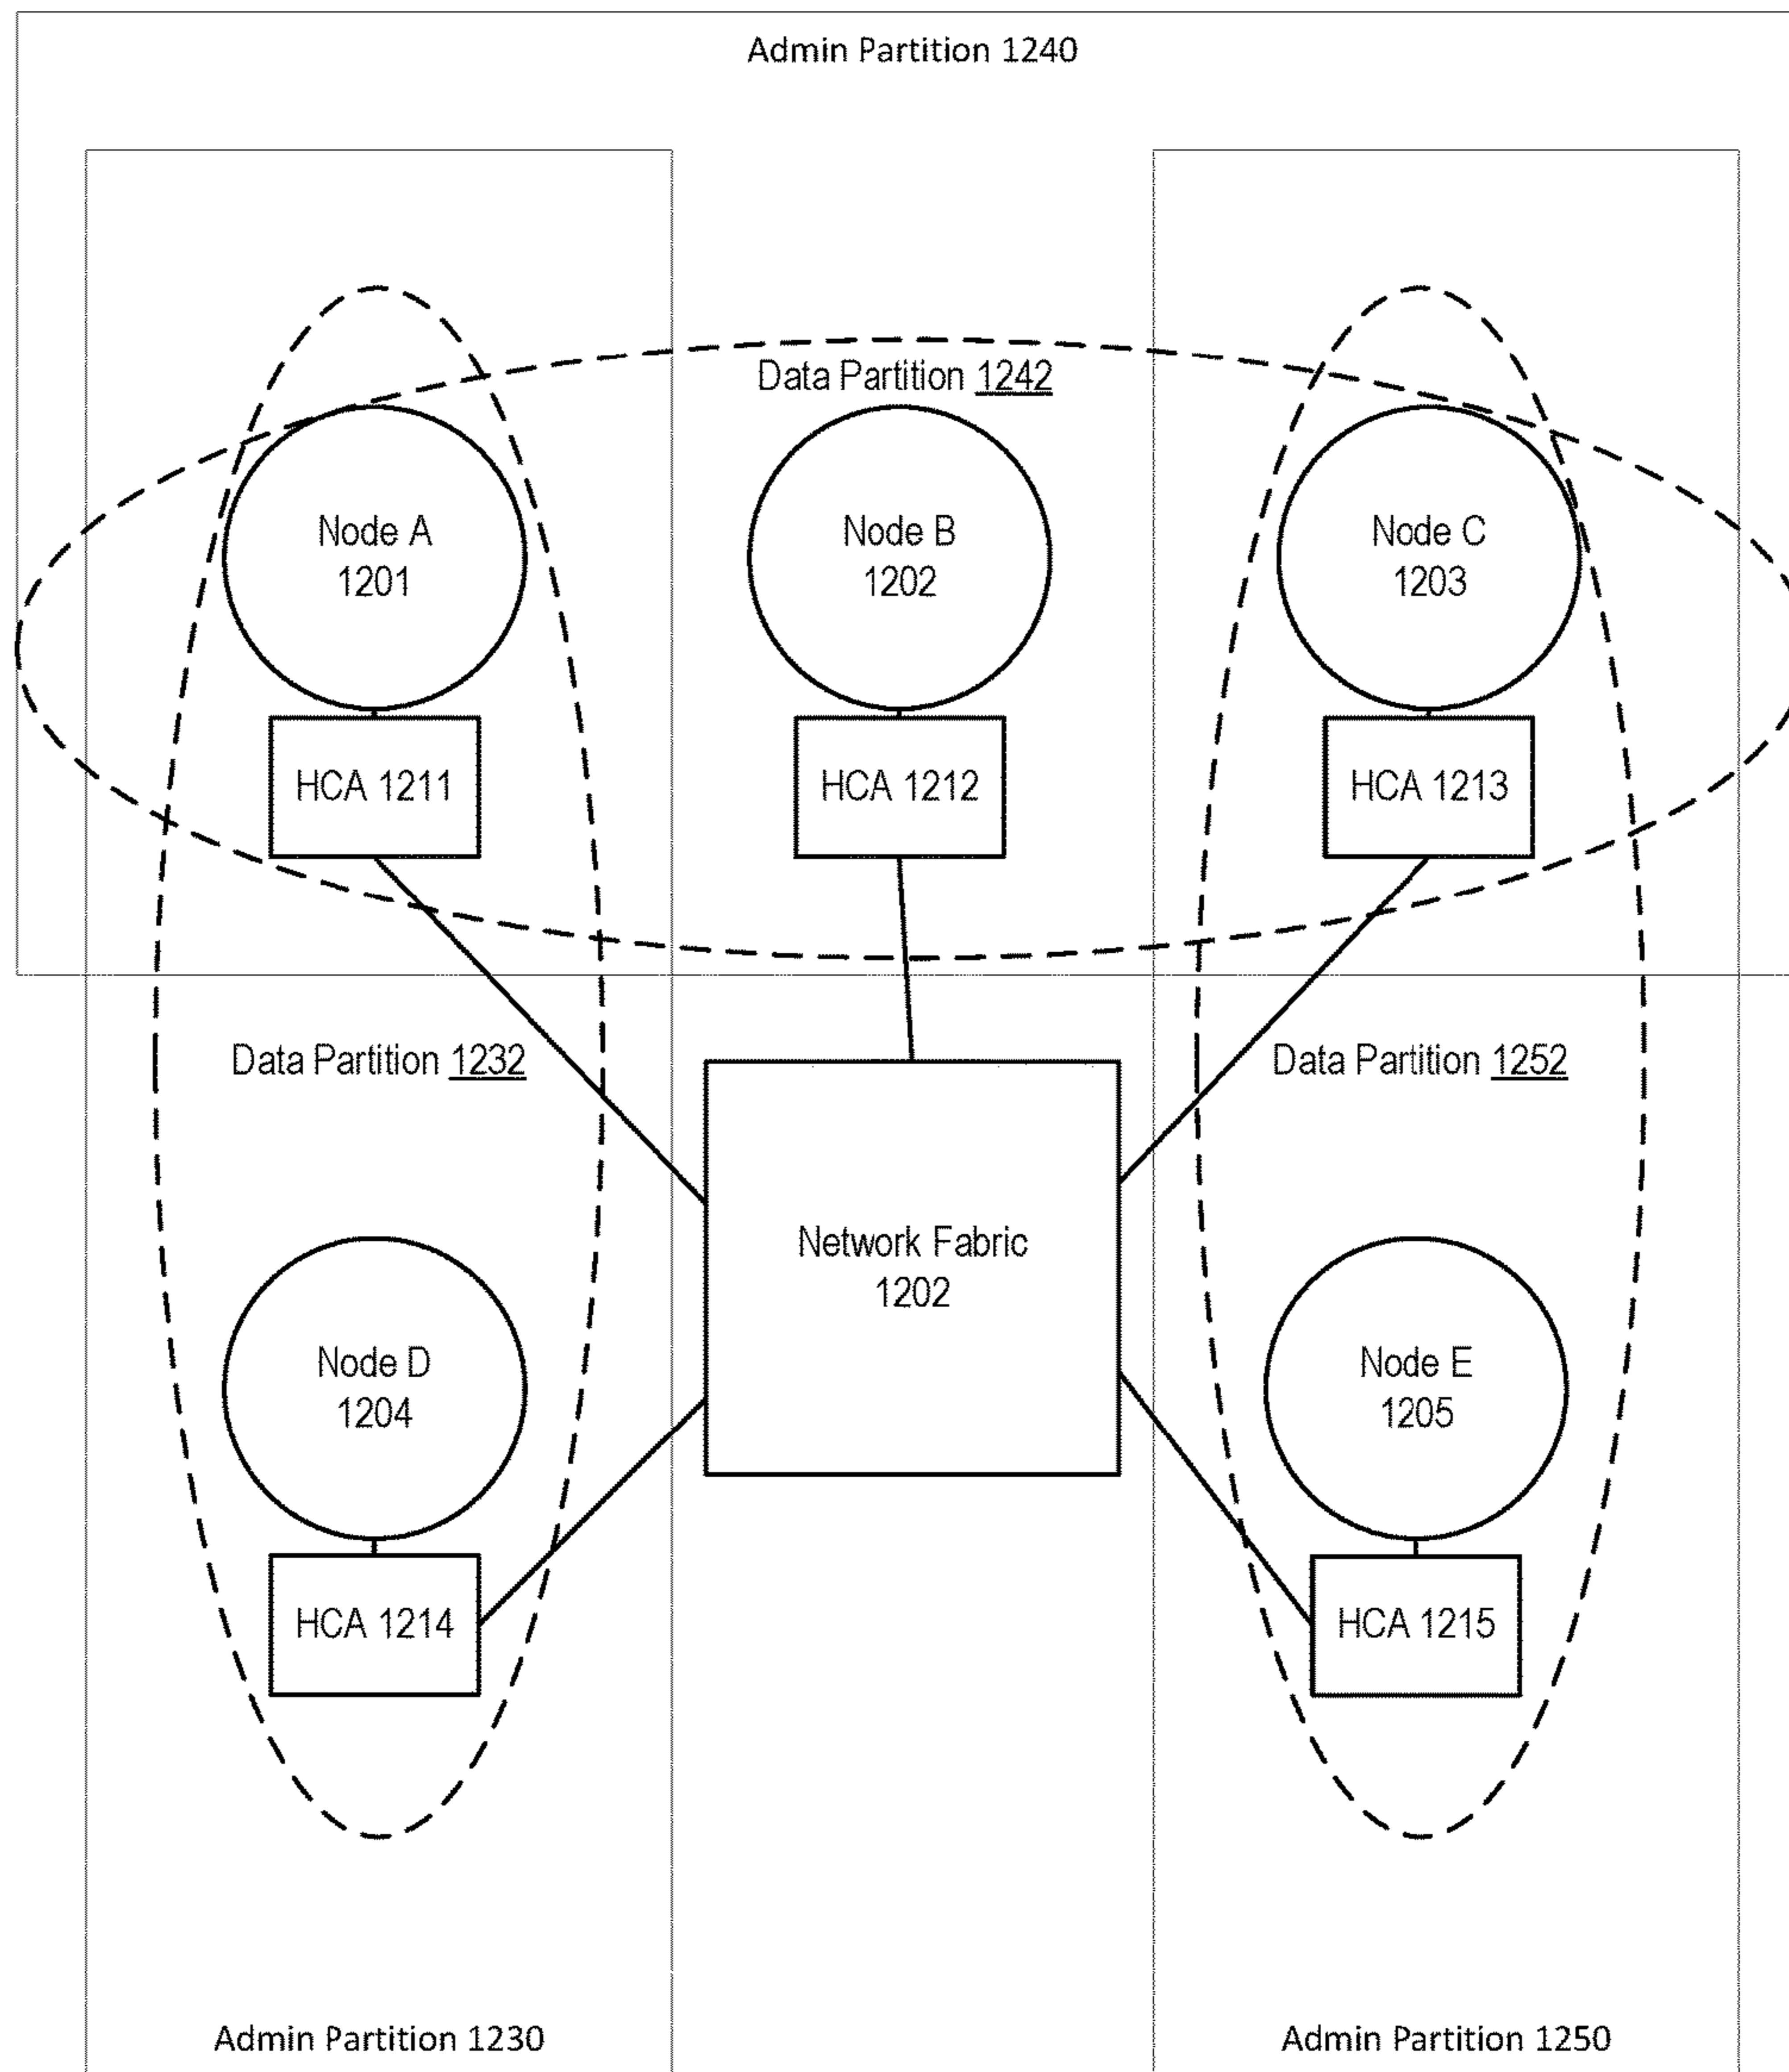 Admin Partition 1240
Data Partition 1242
Node A
1201
Node B
1202
Node C
1203
HCA 1211
HCA 1212
HCA 1213
Data Partition 1232
Data Partition 1252
Network Fabric
1202
Node D
1204
Node E
1205
HCA 1214
HCA 1215
Admin Partition 1230
Admin Partition 1250